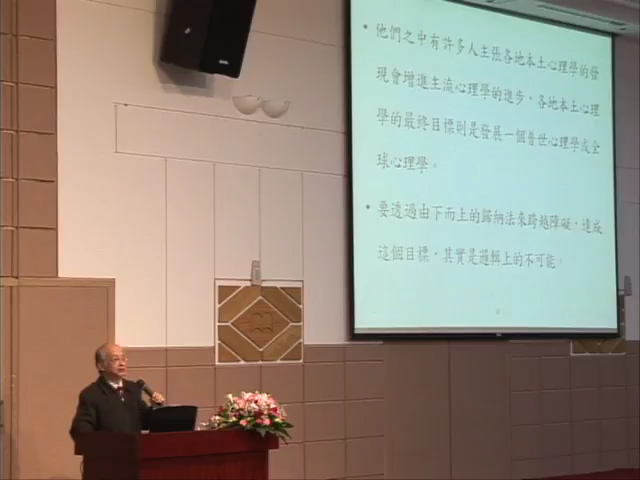 • 他們之中有許多人主張各地本土心理學的發
現會增進主流心理學的進步，各地本土心理
學的最終目標則是發展一個普世心理學或全
球心理學。
• 要透過由下而上的歸納法來跨越障礙，達成
這個目標，其實是邏輯上的不可能。